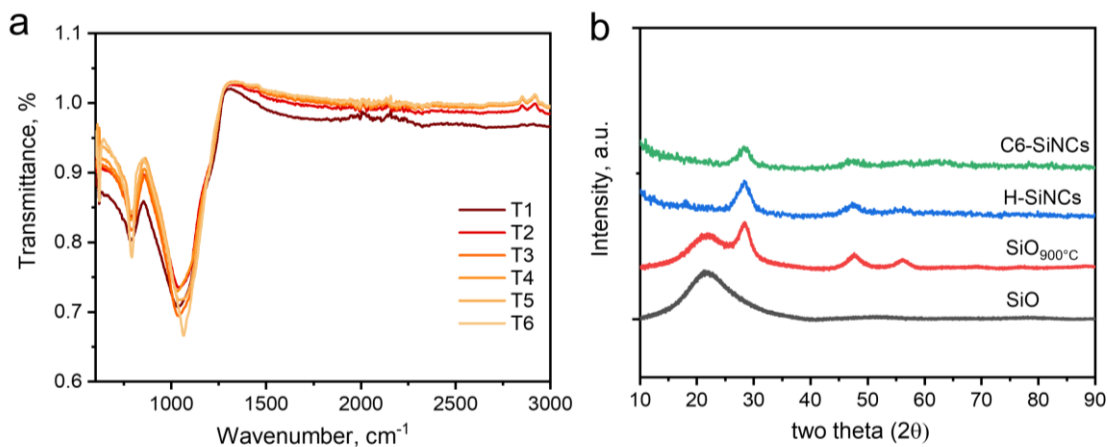 a
1.1
1.0
0.9
0.8
0.7
0.6
Transmittance, %
1000 1500 2000 2500 3000
Wavenumber, cm⁻¹
T1
T2
T3
T4
T5
T6
b
Intensity, a.u.
C6-SiNCs
H-SiNCs
SiO₉₀₀°C
SiO
10 20 30 40 50 60 70 80 90
two theta (2θ)